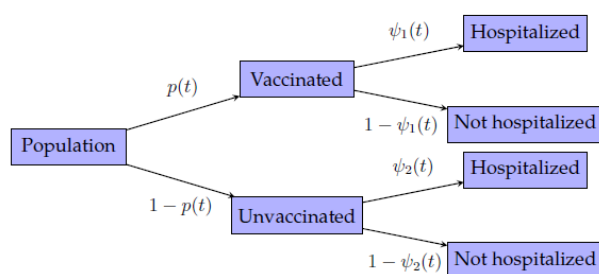 ψ₁(t)
Hospitalized
p(t)
Vaccinated
1 − ψ₁(t)
Not hospitalized
Population
ψ₂(t)
Hospitalized
1 − p(t)
Unvaccinated
1 − ψ₂(t)
Not hospitalized